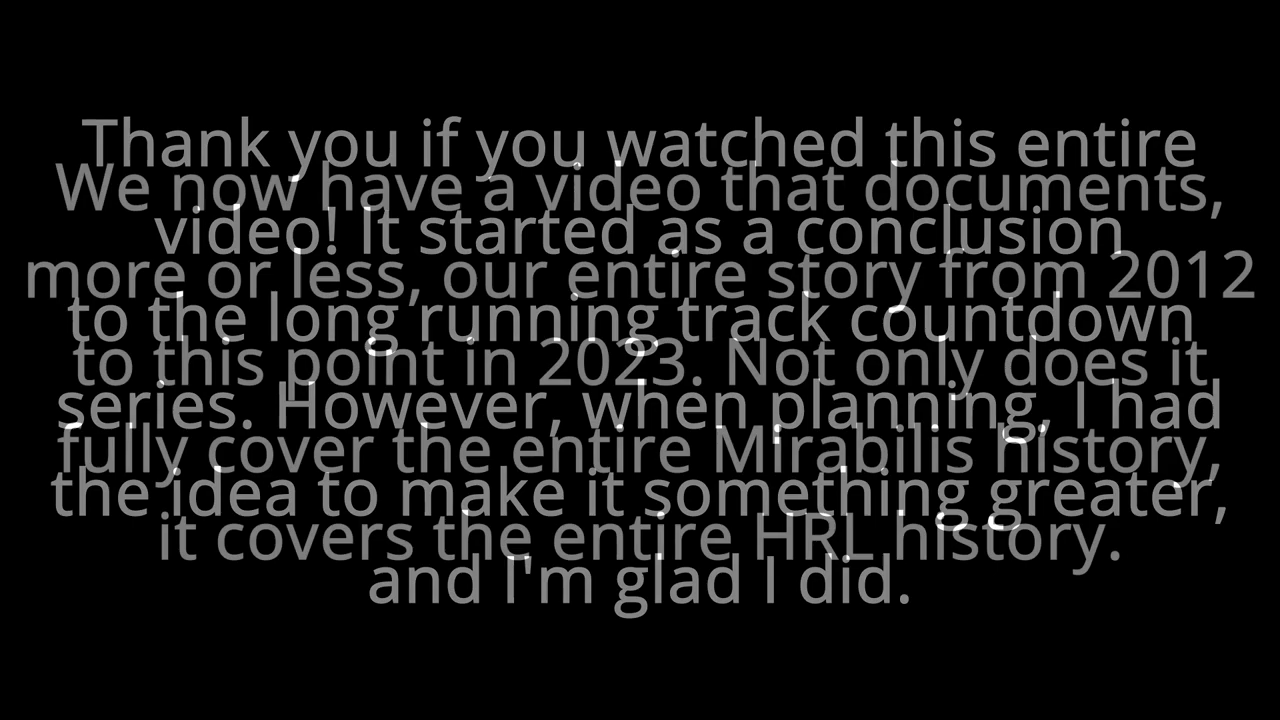 Thank you if you watched this entire
We now have a video that documents,
video! It started as a conclusion
more or less, our entire story from 2012
to the long running track countdown
to this point in 2023. Not only does it
series. However, when planning, I had
fully cover the entire Mirabilis history,
the idea to make it something greater,
it covers the entire HRL history.
and I'm glad I did.